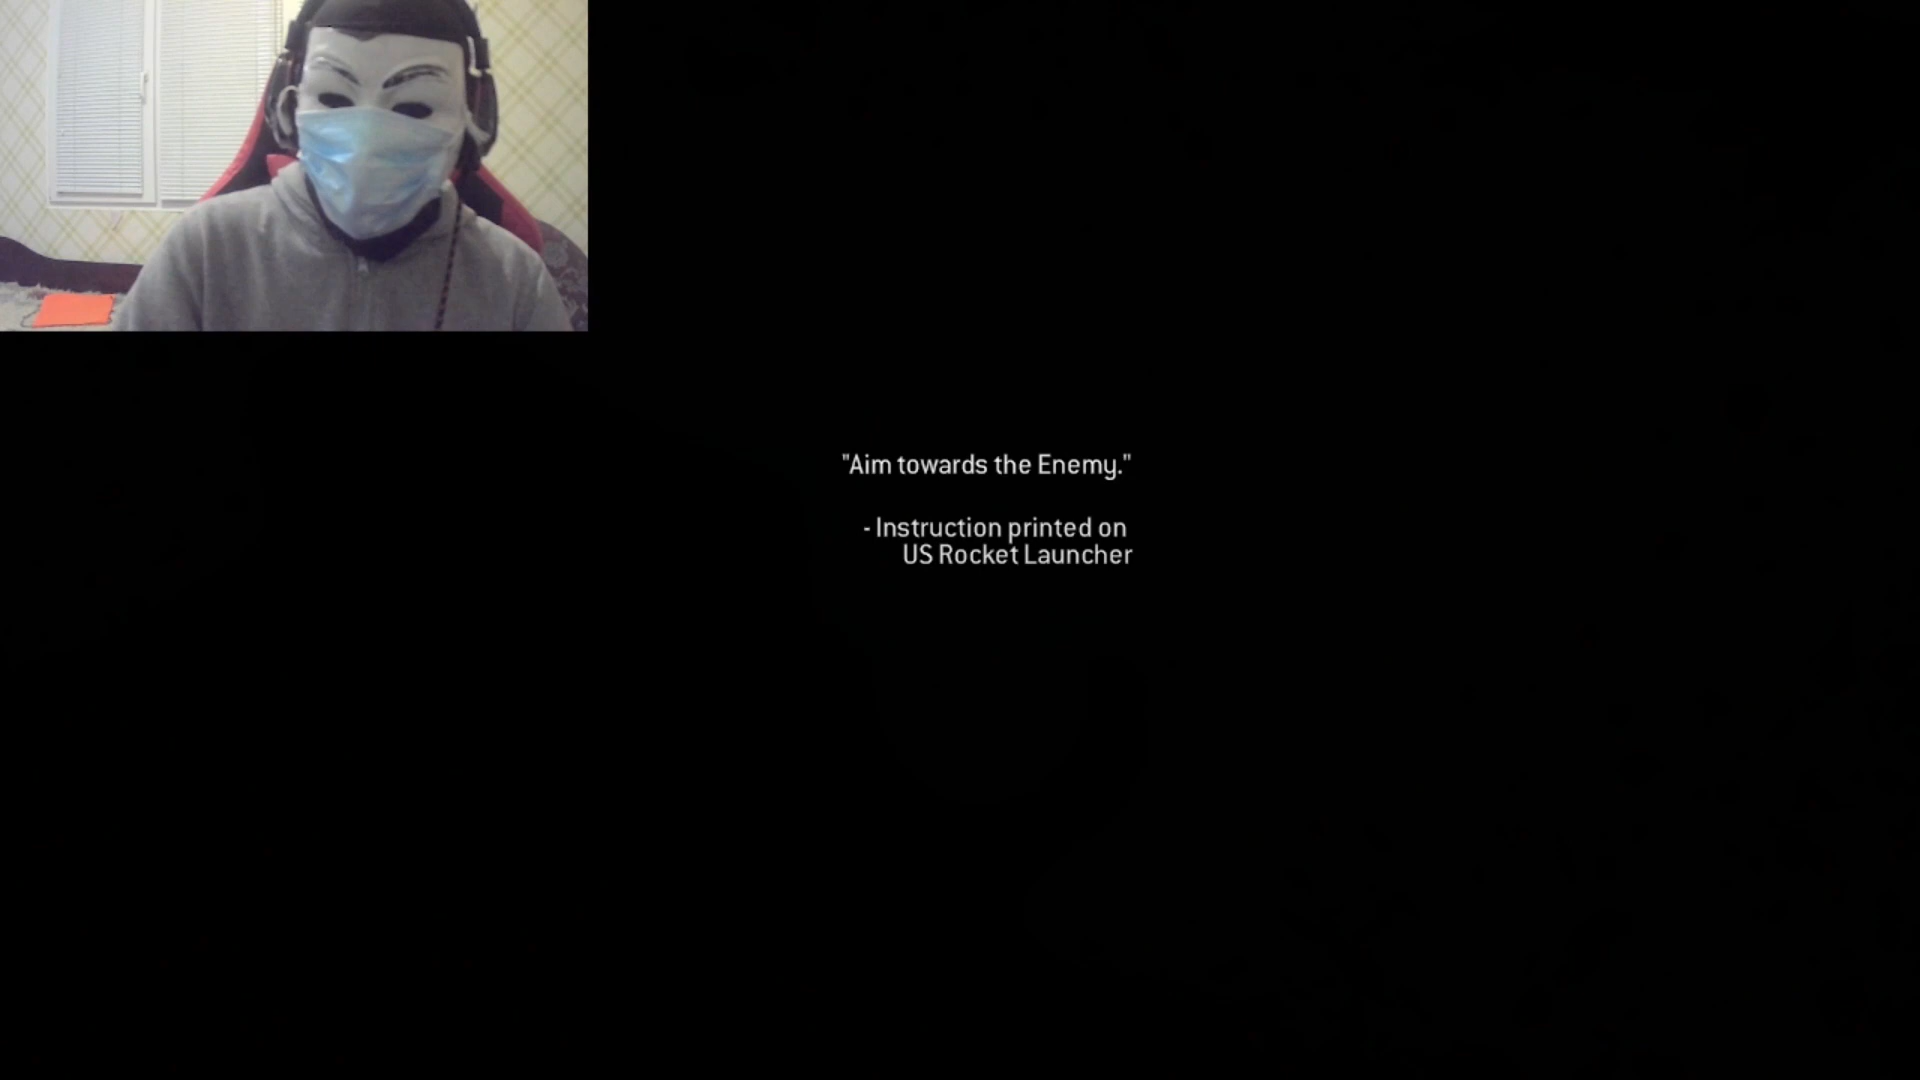 "Aim towards the Enemy."
- Instruction printed on
US Rocket Launcher